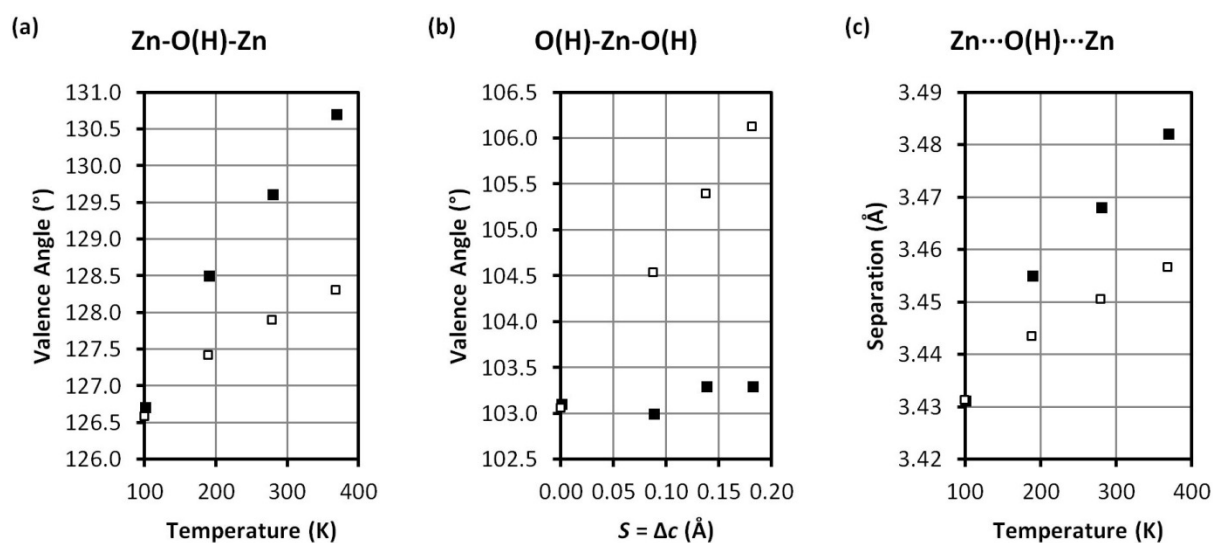 (a)
Zn-O(H)-Zn
131.0
130.5
130.0
129.5
129.0
128.5
128.0
127.5
127.0
126.5
126.0
Valence Angle (°)
100 200 300 400
Temperature (K)
(b)
O(H)-Zn-O(H)
106.5
106.0
105.5
105.0
104.5
104.0
103.5
103.0
102.5
Valence Angle (°)
0.00 0.05 0.10 0.15 0.20
S = Δc (Å)
(c)
Zn···O(H)···Zn
3.49
3.48
3.47
3.46
3.45
3.44
3.43
3.42
Separation (Å)
100 200 300 400
Temperature (K)